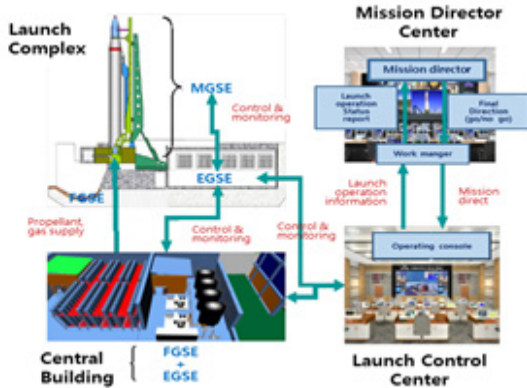 Launch
Complex
MGSE
Control &
monitoring
EGSE
FGSE
Propellant,
gas supply
Control &
monitoring
Control &
monitoring
Central
Building
FGSE
+
EGSE
Mission Director
Center
Mission director
Launch
operation
Status
report
Final
Direction
(go/no go)
Work manger
Launch
operation
information
Mission
direct
Operating console
Launch Control
Center